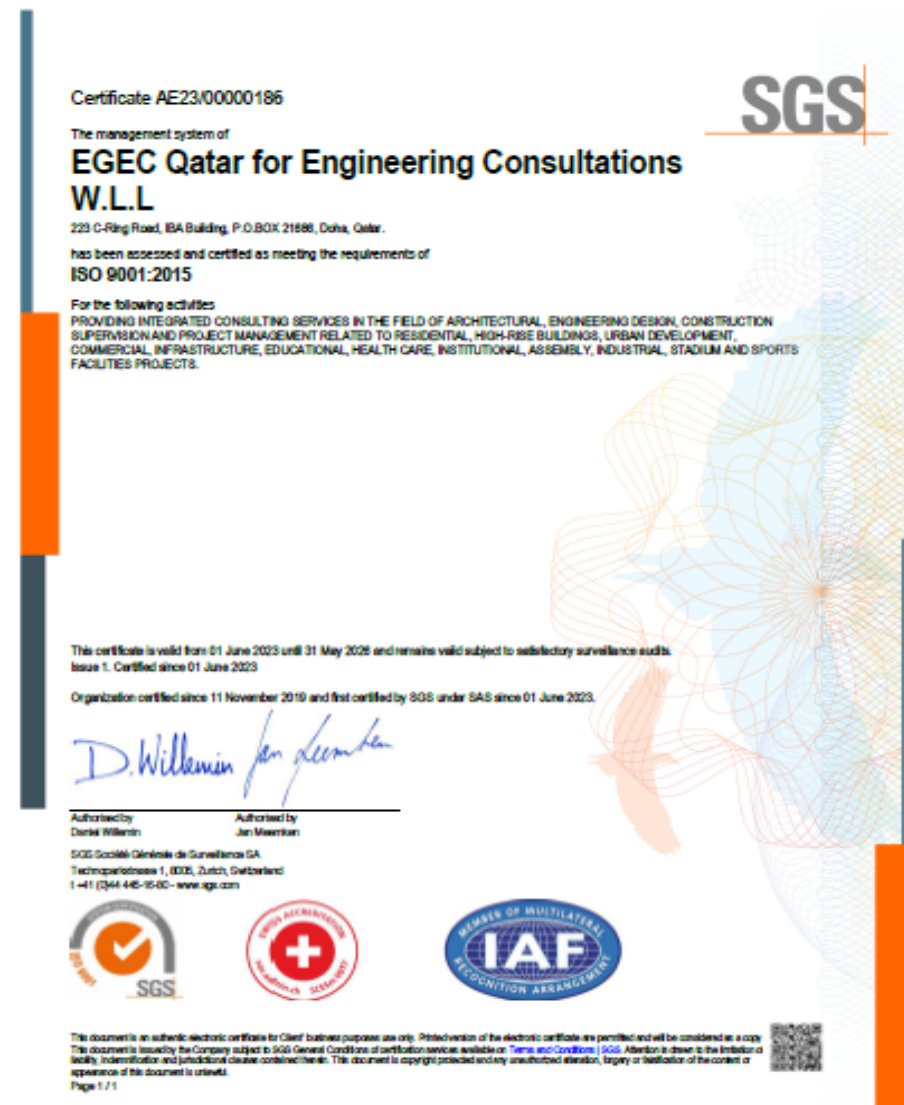 SGS
Certificate AE23/00000186
The management system of
EGEC Qatar for Engineering Consultations
W.L.L
223 C-Ring Road, IBA Building, P.O.BOX 21686, Doha, Qatar.
has been assessed and certified as meeting the requirements of
ISO 9001:2015
For the following activities
PROVIDING INTEGRATED CONSULTING SERVICES IN THE FIELD OF ARCHITECTURAL, ENGINEERING DESIGN, CONSTRUCTION
SUPERVISION AND PROJECT MANAGEMENT RELATED TO RESIDENTIAL, HIGH-RISE BUILDINGS, URBAN DEVELOPMENT,
COMMERCIAL, INFRASTRUCTURE, EDUCATIONAL, HEALTH CARE, INSTITUTIONAL, ASSEMBLY, INDUSTRIAL, STADIUM AND SPORTS
FACILITIES PROJECTS.
This certificate is valid from 01 June 2023 until 31 May 2026 and remains valid subject to satisfactory surveillance audits.
Issue 1. Certified since 01 June 2023
Organization certified since 11 November 2019 and first certified by SGS under SAS since 01 June 2023.
D. Willemin
Authorised by
Daniel Willemin
Authorised by
Jan Meemken
SGS Société Générale de Surveillance SA
Technoparkstrasse 1, 8005, Zurich, Switzerland
t +41 (0)44 445-16-80 - www.sgs.com
ISO 9001
SGS
SWISS ACCREDITATION
MEMBER OF MULTILATERAL
IAF
RECOGNITION ARRANGEMENT
This document is an authentic electronic certificate for Client' business purposes use only. Printed version of the electronic certificate are permitted and will be considered as a copy
This document is issued by the Company subject to SGS General Conditions of certification services available on Terms and Conditions | SGS. Attention is drawn to the limitation of
liability, indemnification and jurisdictional clauses contained therein. This document is copyright protected and any unauthorized alteration, forgery or falsification of the content or
appearance of this document is unlawful.
Page 1 / 1